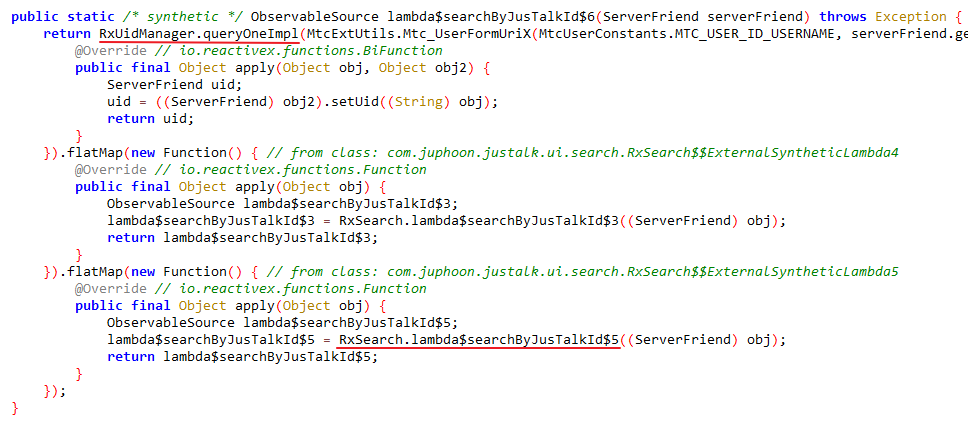 public static /* synthetic */ ObservableSource lambda$searchByJusTalkId$6(ServerFriend serverFriend) throws Exception {
    return RxUidManager.queryOneImpl(MtcExtUtils.Mtc_UserFormUriX(MtcUserConstants.MTC_USER_ID_USERNAME, serverFriend.ge
        @Override // io.reactivex.functions.BiFunction
        public final Object apply(Object obj, Object obj2) {
            ServerFriend uid;
            uid = ((ServerFriend) obj2).setUid((String) obj);
            return uid;
        }
    }).flatMap(new Function() { // from class: com.juphoon.justalk.ui.search.RxSearch$$ExternalSyntheticLambda4
        @Override // io.reactivex.functions.Function
        public final Object apply(Object obj) {
            ObservableSource lambda$searchByJusTalkId$3;
            lambda$searchByJusTalkId$3 = RxSearch.lambda$searchByJusTalkId$3((ServerFriend) obj);
            return lambda$searchByJusTalkId$3;
        }
    }).flatMap(new Function() { // from class: com.juphoon.justalk.ui.search.RxSearch$$ExternalSyntheticLambda5
        @Override // io.reactivex.functions.Function
        public final Object apply(Object obj) {
            ObservableSource lambda$searchByJusTalkId$5;
            lambda$searchByJusTalkId$5 = RxSearch.lambda$searchByJusTalkId$5((ServerFriend) obj);
            return lambda$searchByJusTalkId$5;
        }
    });
}